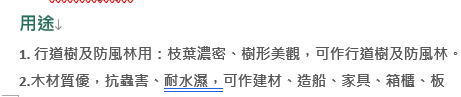 用途↓
1. 行道樹及防風林用：枝葉濃密、樹形美觀，可作行道樹及防風林。
2.木材質優，抗蟲害、耐水濕，可作建材、造船、家具、箱櫃、板